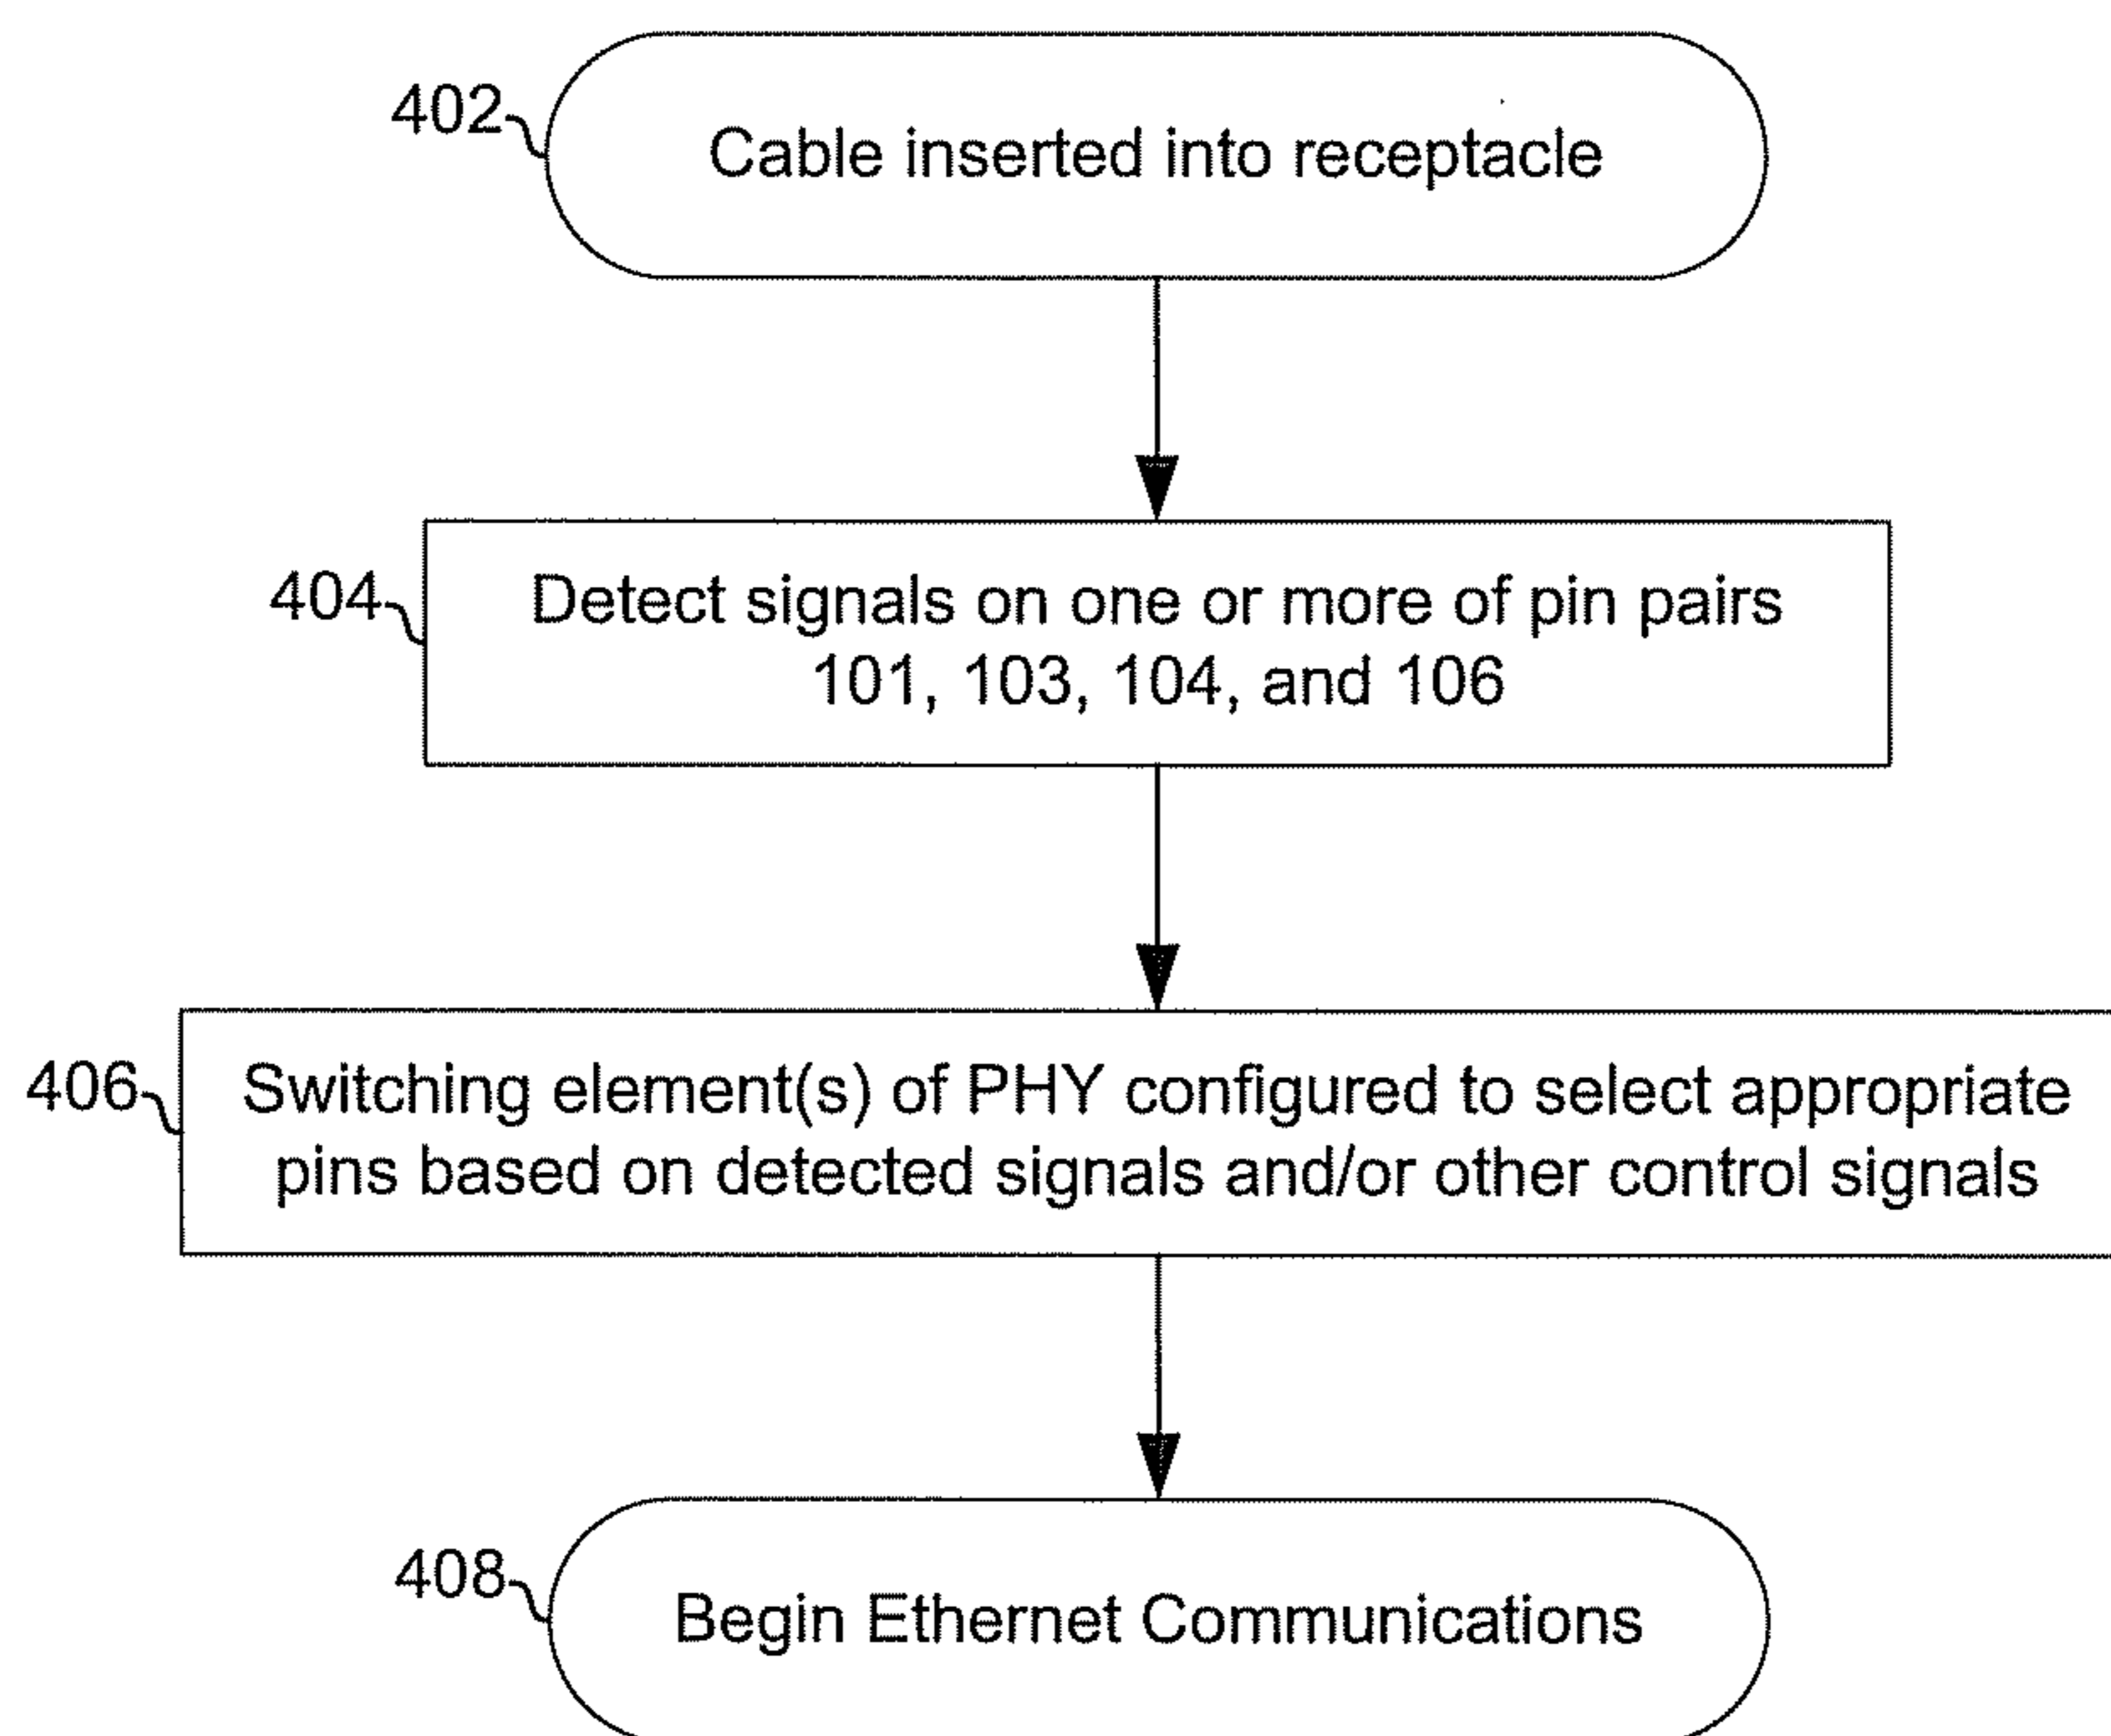 402
Cable inserted into receptacle
404
Detect signals on one or more of pin pairs
101, 103, 104, and 106
406
Switching element(s) of PHY configured to select appropriate
pins based on detected signals and/or other control signals
408
Begin Ethernet Communications